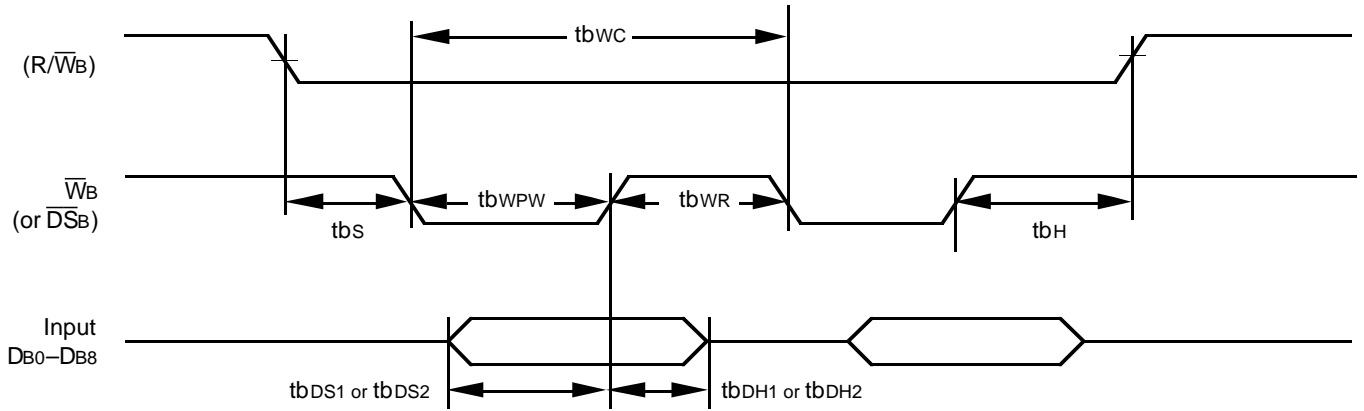 tbWC
(R/W̅B)
W̅B
(or D̅S̅B)
tbS
tbWPW
tbWR
tbH
Input
DB0–DB8
tbDS1 or tbDS2
tbDH1 or tbDH2